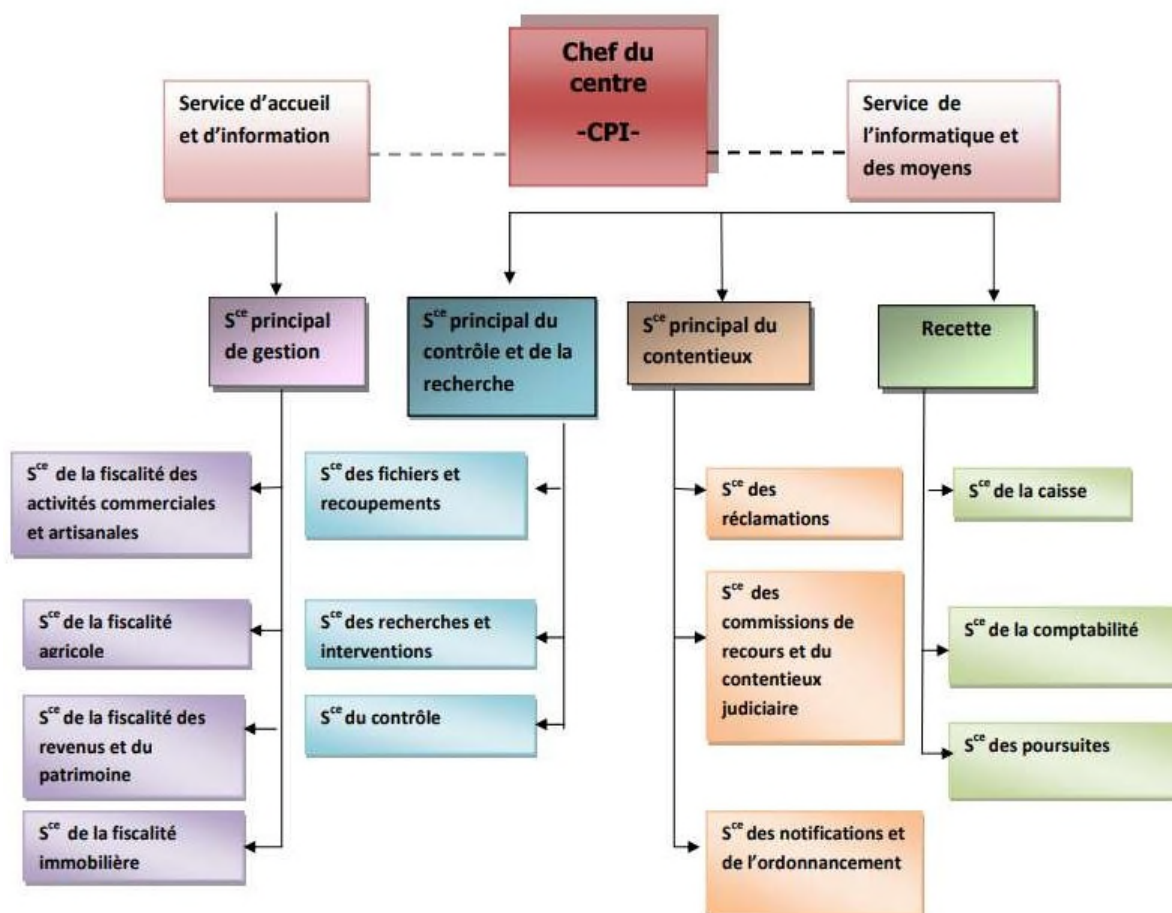 Chef du
centre
-CPI-
Service d’accueil
et d’information
Service de
l’informatique et
des moyens
Sce principal
de gestion
Sce principal du
contrôle et de la
recherche
Sce principal du
contentieux
Recette
Sce de la fiscalité des
activités commerciales
et artisanales
Sce de la fiscalité
agricole
Sce de la fiscalité des
revenus et du
patrimoine
Sce de la fiscalité
immobilière
Sce des fichiers et
recoupements
Sce des recherches et
interventions
Sce du contrôle
Sce des
réclamations
Sce des
commissions de
recours et du
contentieux
judiciaire
Sce des notifications et
de l’ordonnancement
Sce de la caisse
Sce de la comptabilité
Sce des poursuites